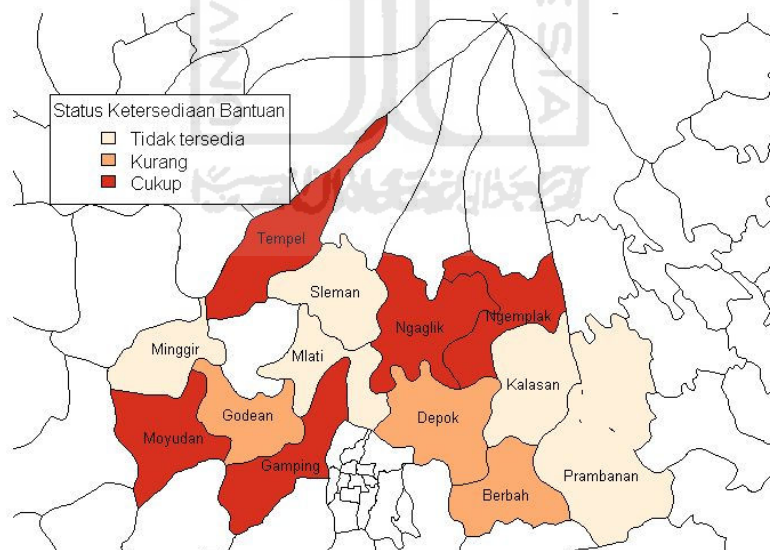 Status Ketersediaan Bantuan
Tidak tersedia
Kurang
Cukup
Tempel
Sleman
Ngaglik
Ngemplak
Minggir
Mlati
Kalasan
Godean
Depok
Moyudan
Gamping
Prambanan
Berbah